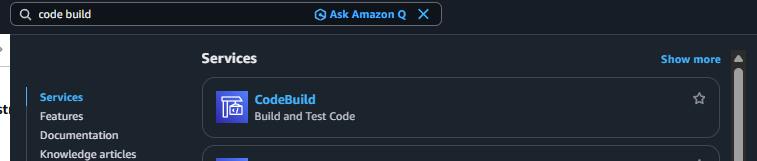 code build
Ask Amazon Q
Services
Show more
Services
Features
Documentation
Knowledge articles
CodeBuild
Build and Test Code